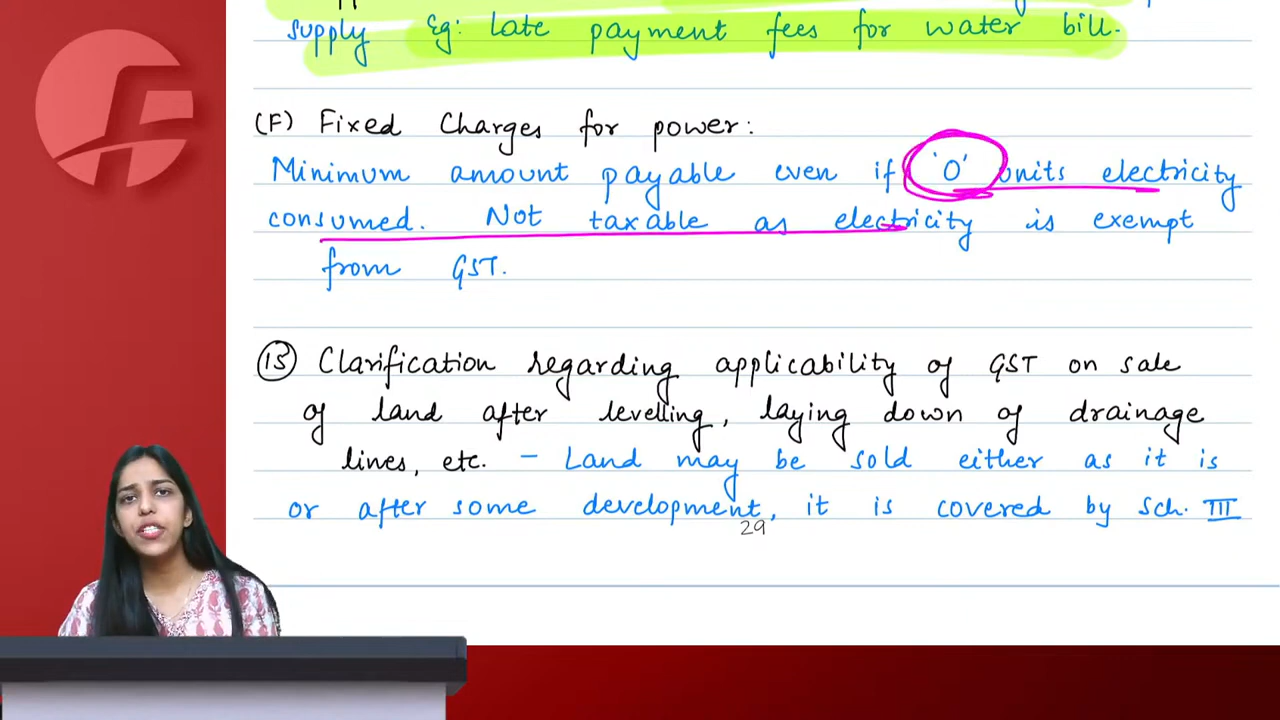 supply Eg: late payment fees for water bill.
(F) Fixed Charges for power:
Minimum amount payable even if '0' units electricity
consumed. Not taxable as electricity is exempt
from GST.
(15) Clarification regarding applicability of GST on sale
of land after levelling, laying down of drainage
lines, etc. - Land may be sold either as it is
or after some development, it is covered by Sch. III
29